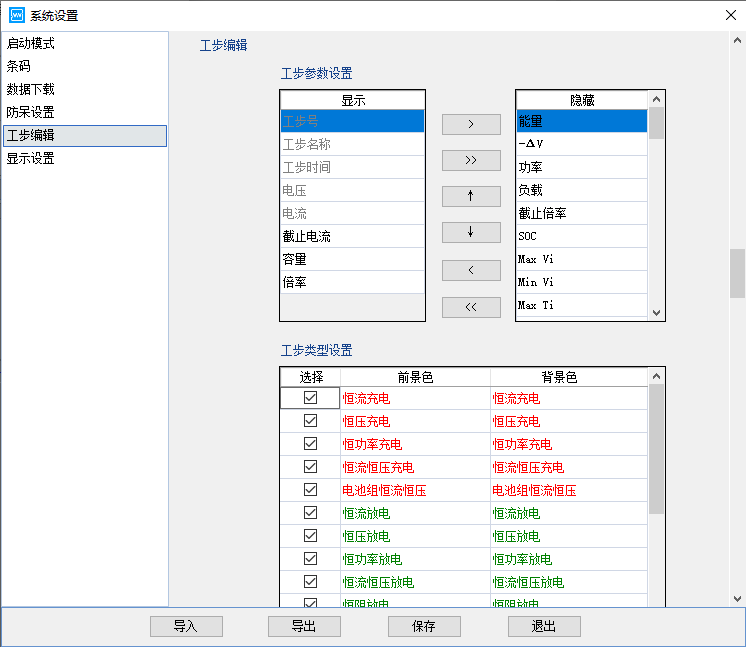 系统设置
启动模式
条码
数据下载
防呆设置
工步编辑
显示设置
工步编辑
工步参数设置
显示
工步号
工步名称
工步时间
电压
电流
截止电流
容量
倍率
>
>>
↑
↓
<
<<
隐藏
能量
-ΔV
功率
负载
截止倍率
SOC
Max Vi
Min Vi
Max Ti
工步类型设置
选择 前景色 背景色
恒流充电 恒流充电
恒压充电 恒压充电
恒功率充电 恒功率充电
恒流恒压充电 恒流恒压充电
电池组恒流恒压 电池组恒流恒压
恒流放电 恒流放电
恒压放电 恒压放电
恒功率放电 恒功率放电
恒流恒压放电 恒流恒压放电
恒阻放电 恒阻放电
导入 导出 保存 退出